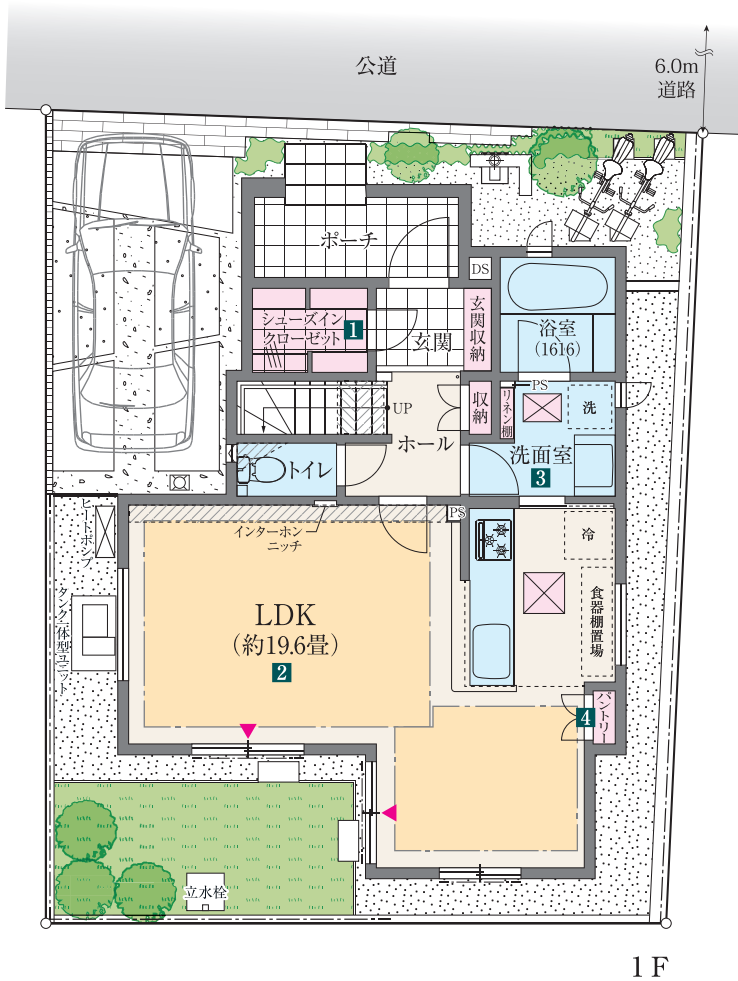 公道
6.0m
道路
ポーチ
DS
シューズイン
クローゼット
1
玄関
玄関収納
浴室
(1616)
UP
ホール
収納
リネン棚
PS
洗
洗面室
3
トイレ
PS
インターホン
ニッチ
ヒートポンプ
タンク一体型ユニット
LDK
(約19.6畳)
2
冷
食器棚置場
4
パントリー
立水栓
1F